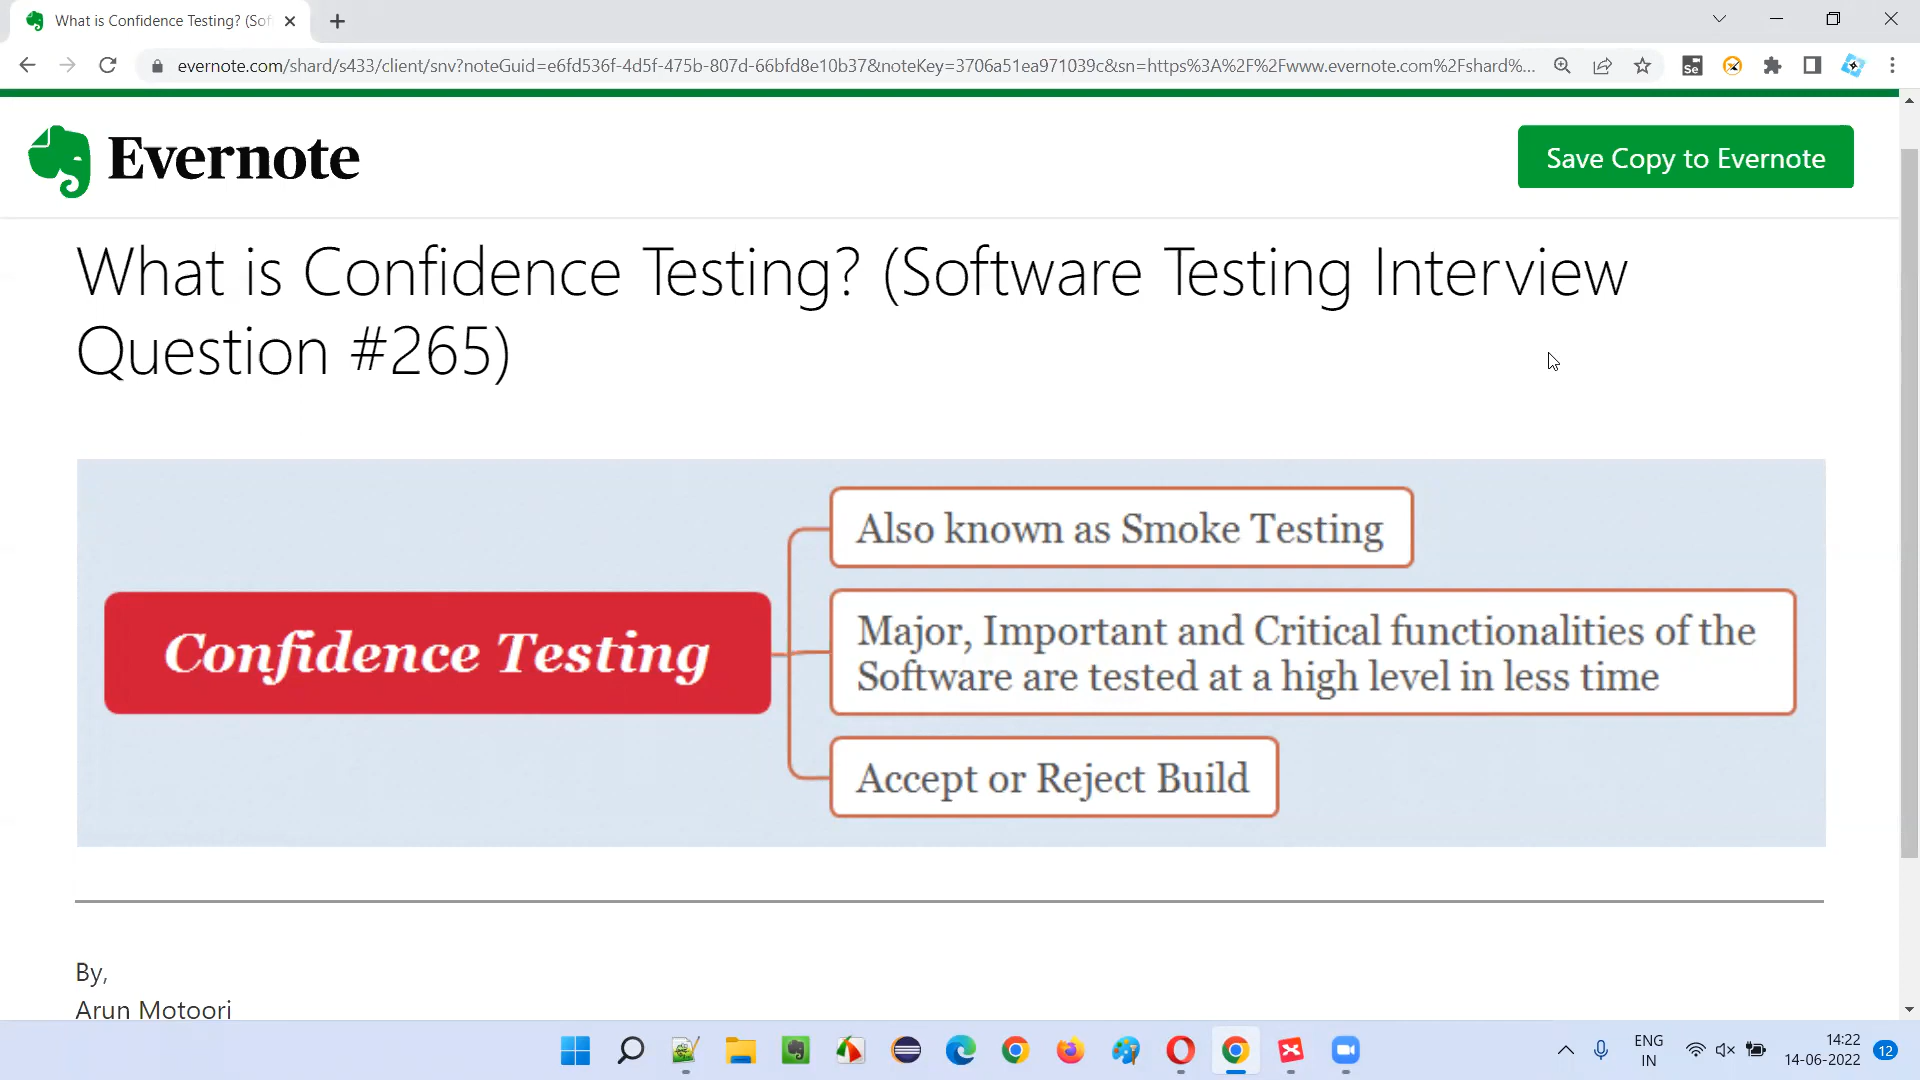 What is Confidence Testing? (Sof
evernote.com/shard/s433/client/snv?noteGuid=e6fd536f-4d5f-475b-807d-66bfd8e10b37&noteKey=3706a51ea971039c&sn=https%3A%2F%2Fwww.evernote.com%2Fshard%...
Se
Evernote
Save Copy to Evernote
What is Confidence Testing? (Software Testing Interview
Question #265)
Also known as Smoke Testing
Confidence Testing
Major, Important and Critical functionalities of the
Software are tested at a high level in less time
Accept or Reject Build
By,
Arun Motoori
ENG
IN
14:22
14-06-2022
12